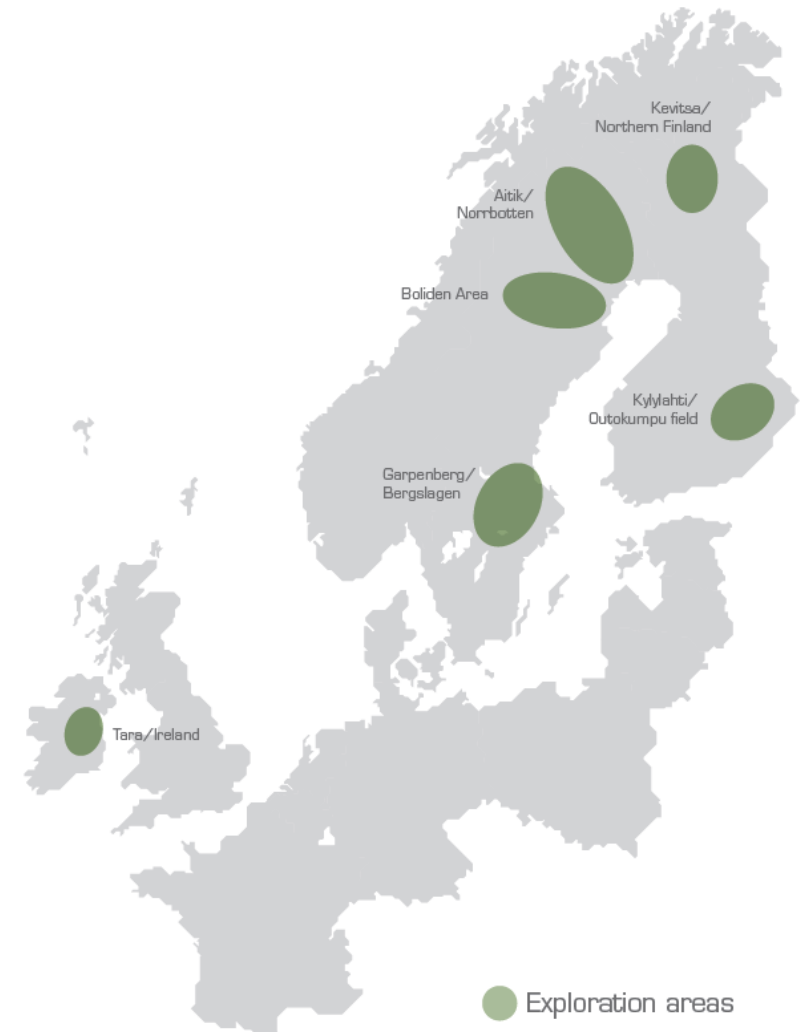 Kevitsa/
Northern Finland
Aitik/
Norrbotten
Boliden Area
Kylylahti/
Outokumpu field
Garpenberg/
Bergslagen
Tara/Ireland
Exploration areas